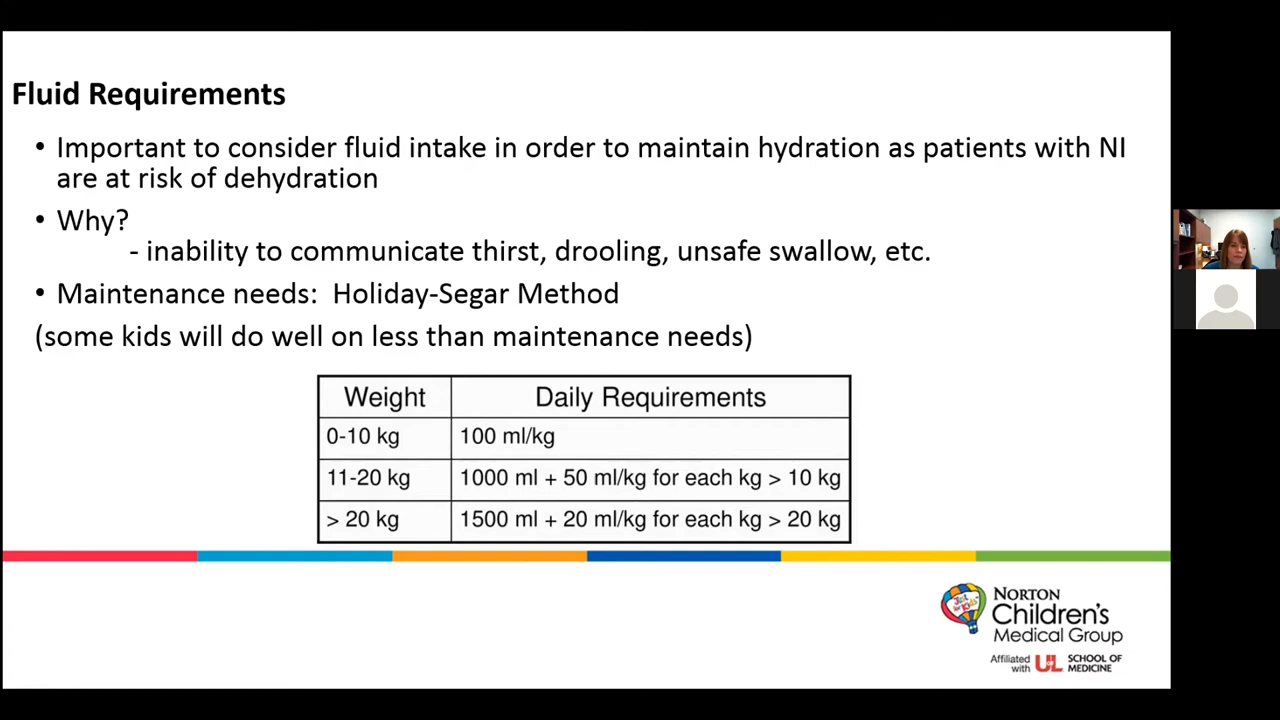 Fluid Requirements
• Important to consider fluid intake in order to maintain hydration as patients with NI
are at risk of dehydration
• Why?
- inability to communicate thirst, drooling, unsafe swallow, etc.
• Maintenance needs: Holiday-Segar Method
(some kids will do well on less than maintenance needs)
Weight Daily Requirements
0-10 kg 100 ml/kg
11-20 kg 1000 ml + 50 ml/kg for each kg > 10 kg
> 20 kg 1500 ml + 20 ml/kg for each kg > 20 kg
Just for Kids
NORTON
Children's
Medical Group
Affiliated with UL SCHOOL OF MEDICINE